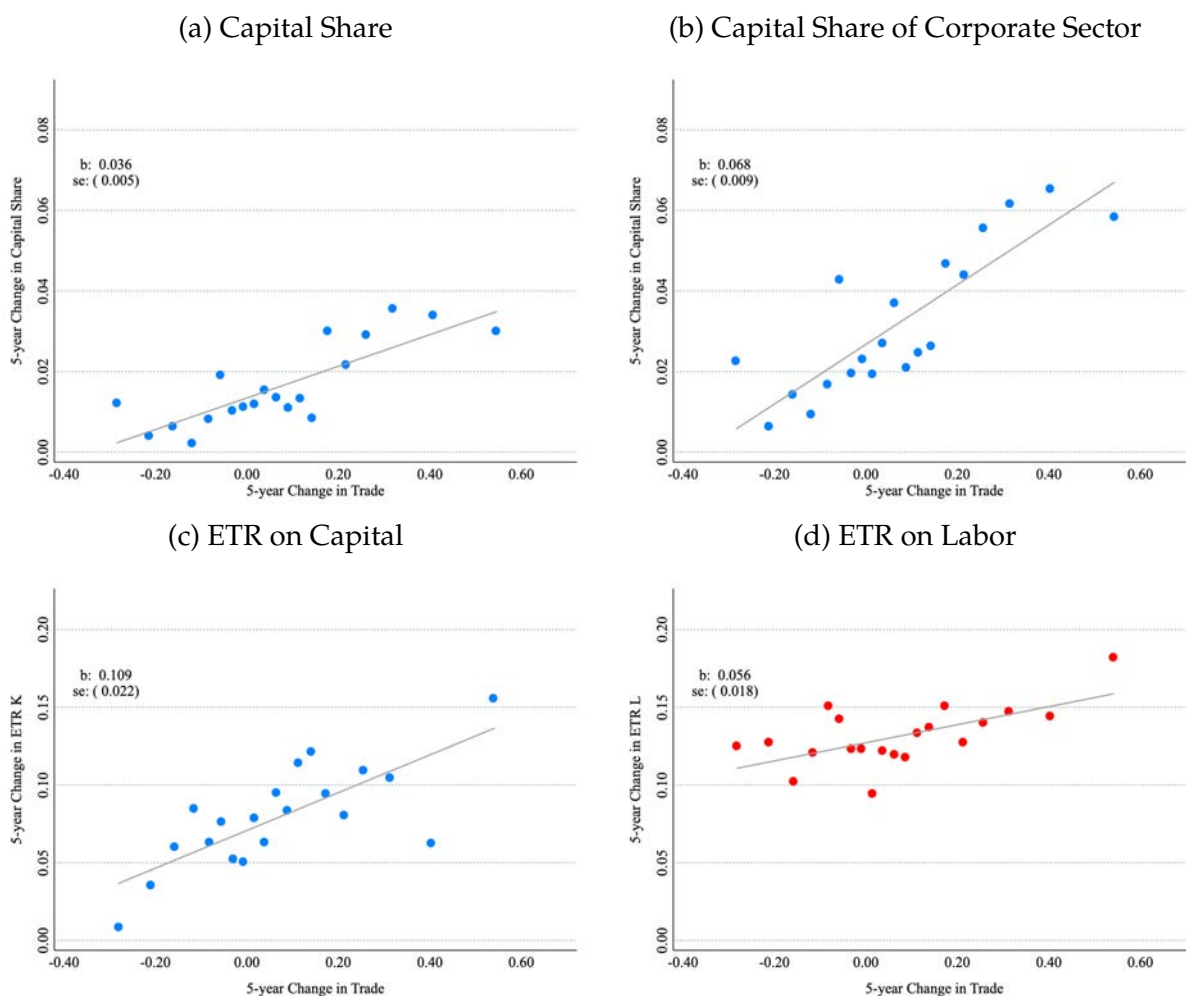 (a) Capital Share
5-year Change in Capital Share
0.08
0.06
0.04
0.02
0.00
b: 0.036
se: ( 0.005)
-0.40 -0.20 0.00 0.20 0.40 0.60
5-year Change in Trade
(b) Capital Share of Corporate Sector
5-year Change in Capital Share
0.08
0.06
0.04
0.02
0.00
b: 0.068
se: ( 0.009)
-0.40 -0.20 0.00 0.20 0.40 0.60
5-year Change in Trade
(c) ETR on Capital
5-year Change in ETR K
0.20
0.15
0.10
0.05
0.00
b: 0.109
se: ( 0.022)
-0.40 -0.20 0.00 0.20 0.40 0.60
5-year Change in Trade
(d) ETR on Labor
5-year Change in ETR L
0.20
0.15
0.10
0.05
0.00
b: 0.056
se: ( 0.018)
-0.40 -0.20 0.00 0.20 0.40 0.60
5-year Change in Trade